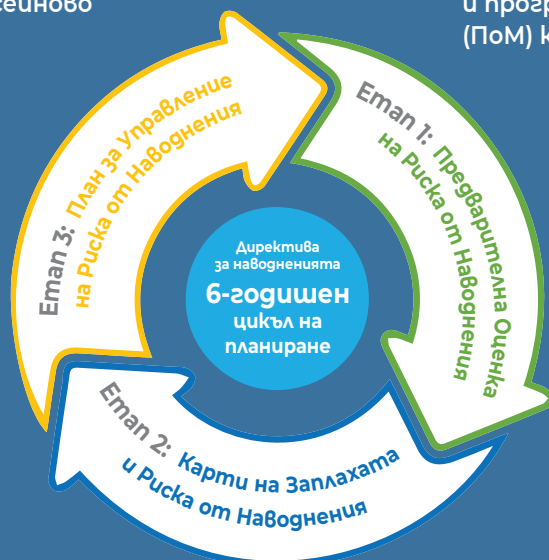 и
(ПоМ)
Етап 1: Предварителна Оценка
на Риска от Наводнения
Етап 2: Карти на Заплахата
и Риска от Наводнения
Етап 3: План за Управление
на Риска от Наводнения
Директива
за наводненията
6-годишен
цикъл на
планиране